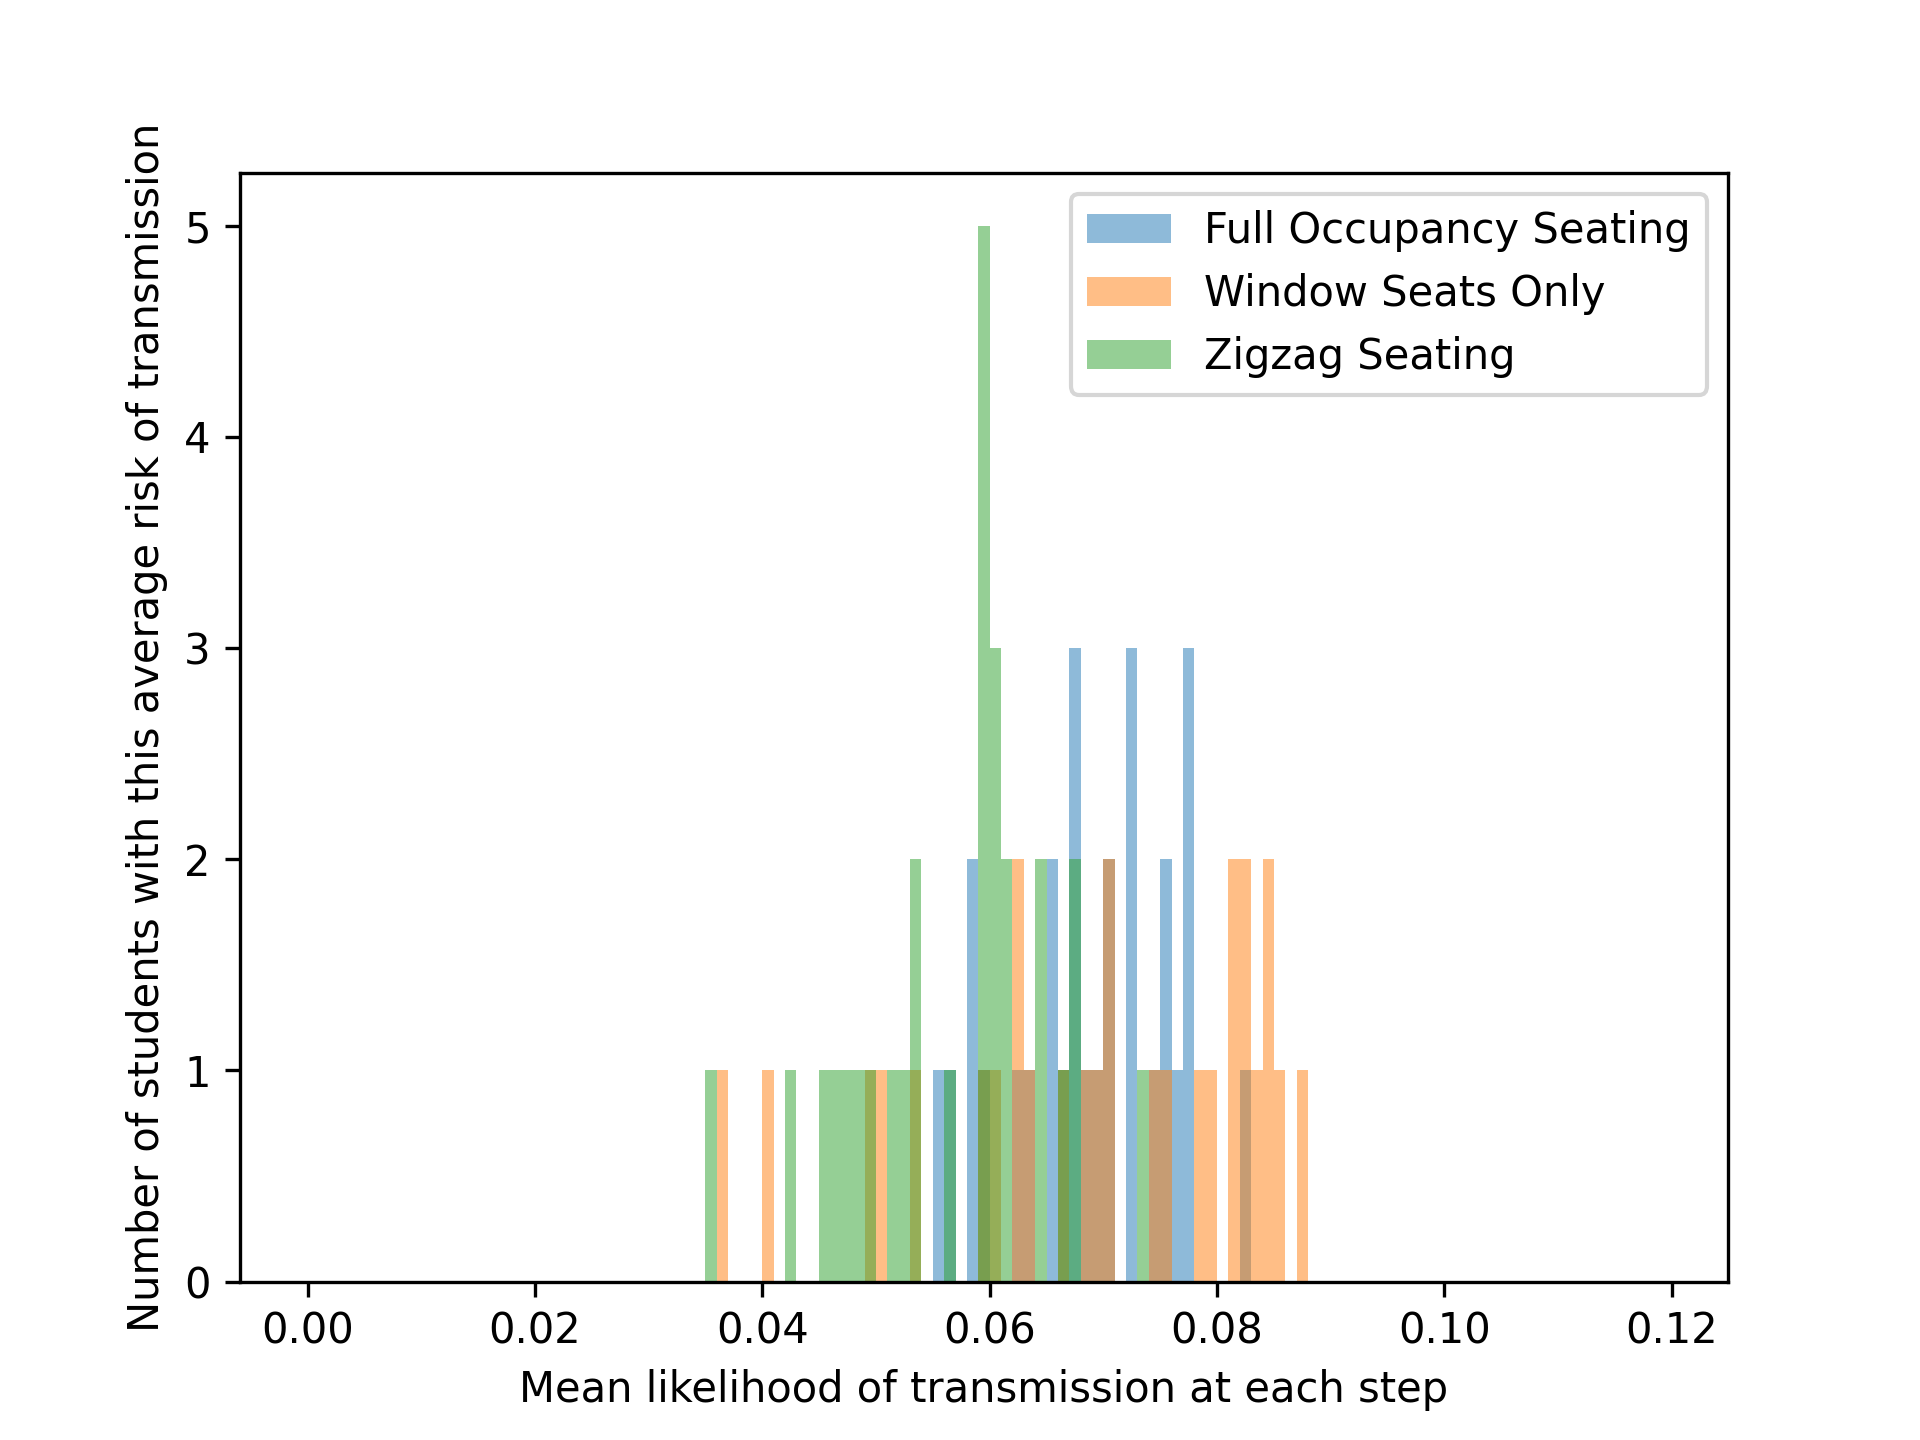 Number of students with this average risk of transmission
5
4
3
2
1
0
Full Occupancy Seating
Window Seats Only
Zigzag Seating
0.00 0.02 0.04 0.06 0.08 0.10 0.12
Mean likelihood of transmission at each step